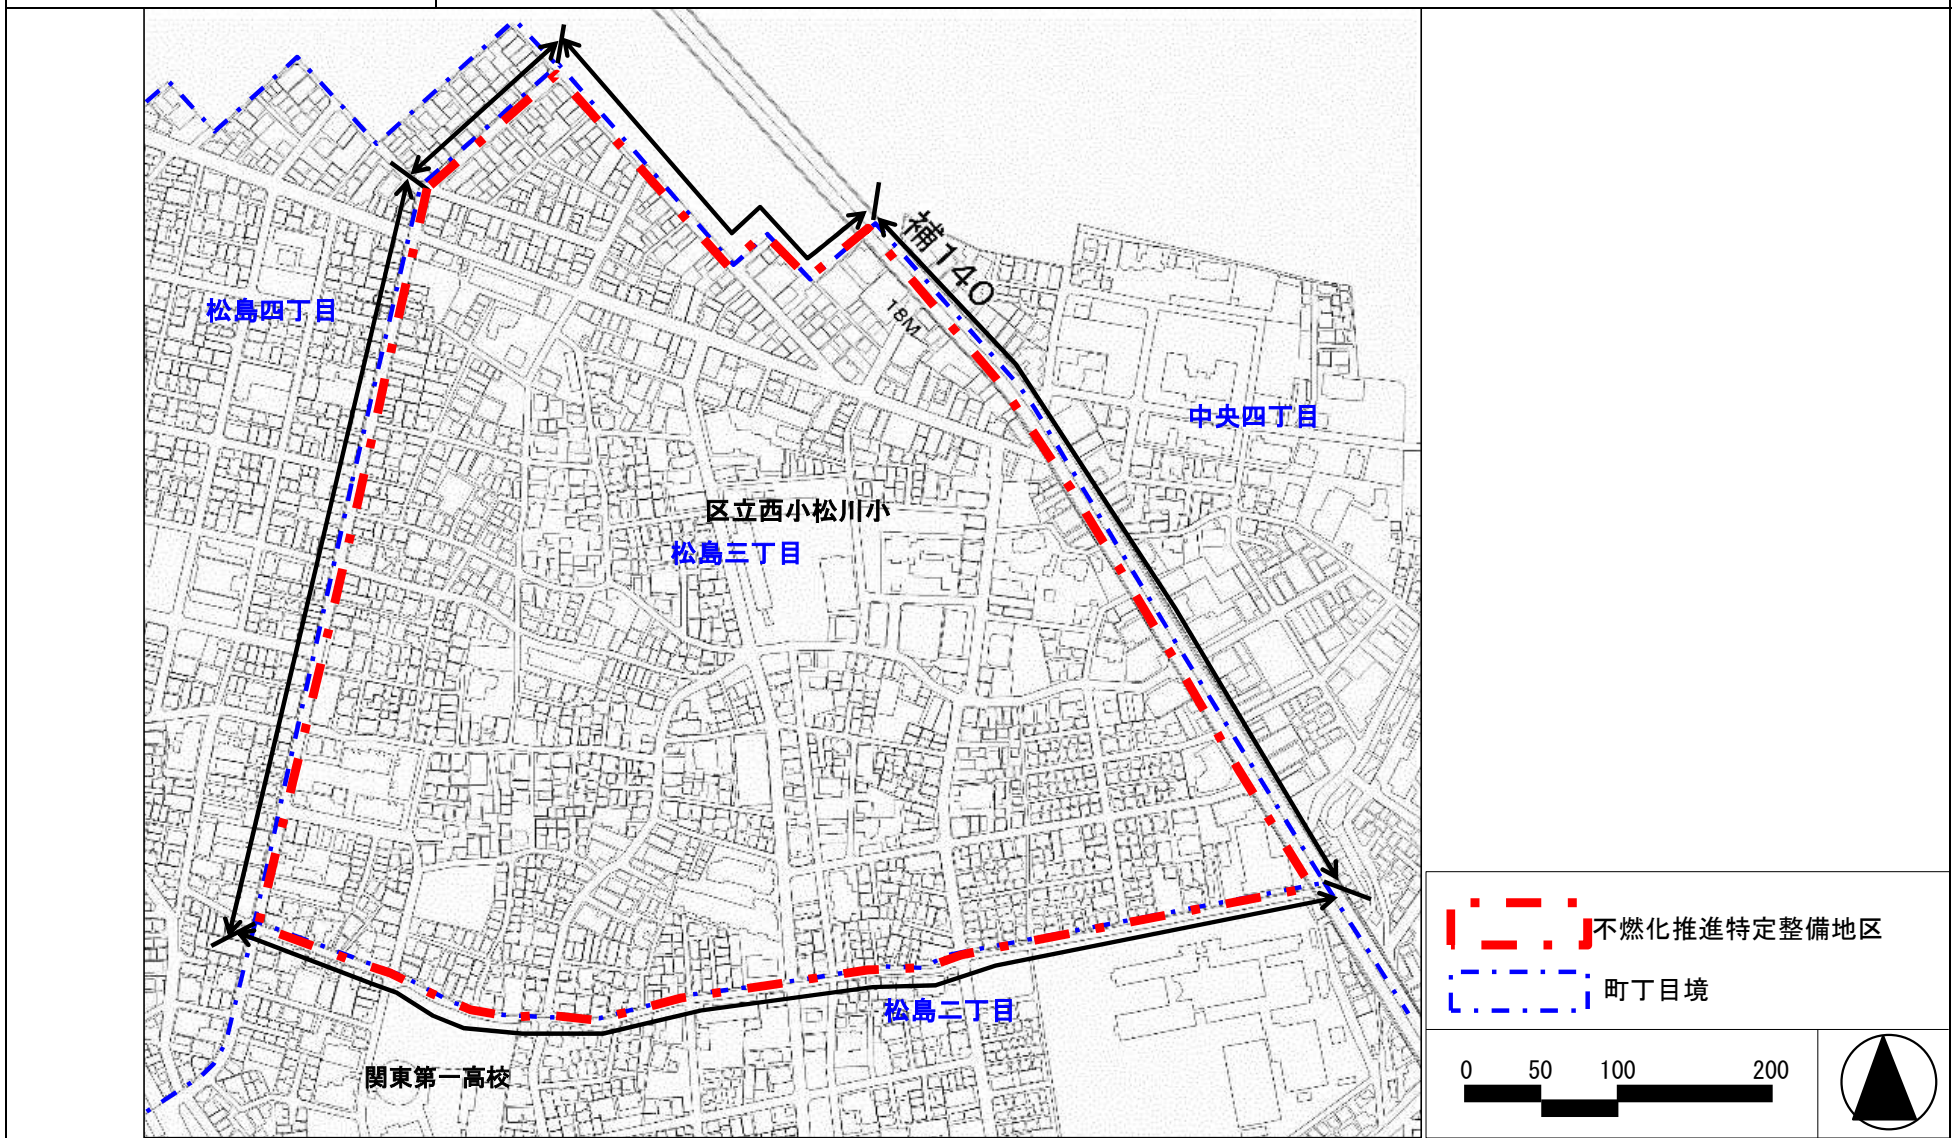 補140
18M
松島四丁目
中央四丁目
区立西小松川小
松島三丁目
松島二丁目
関東第一高校
不燃化推進特定整備地区
町丁目境
0 50 100 200